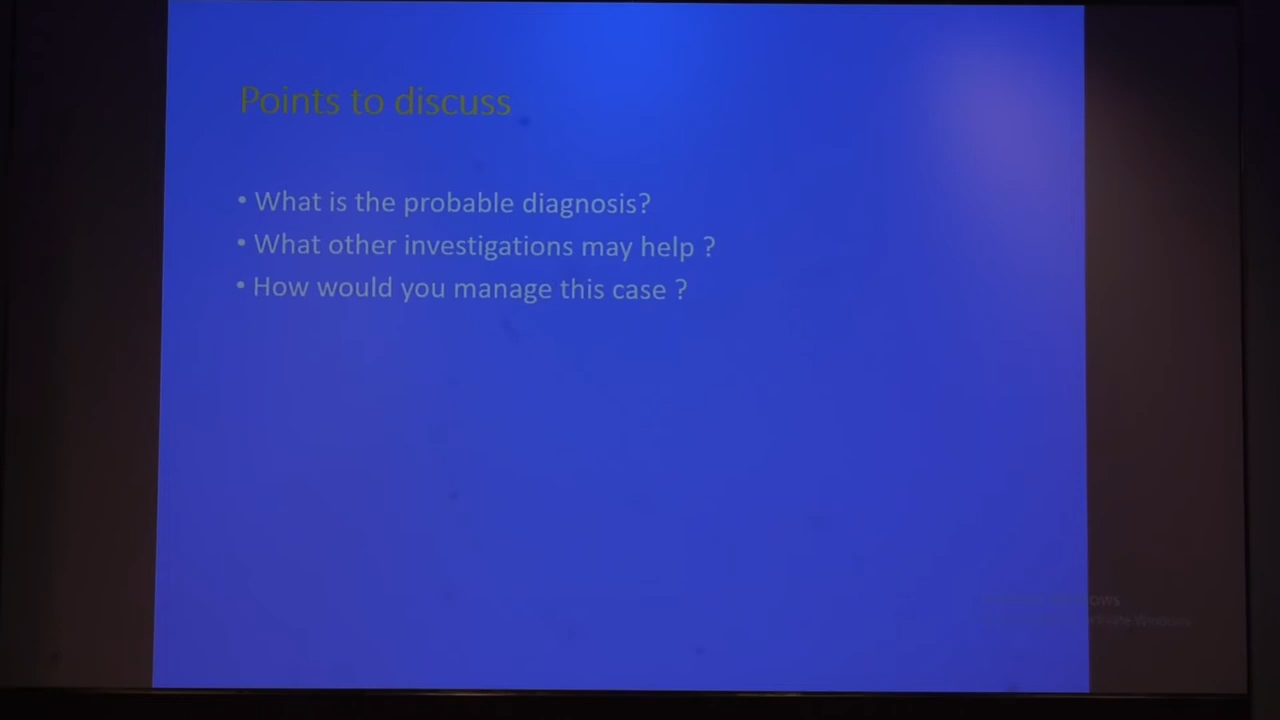 Points to discuss
• What is the probable diagnosis?
• What other investigations may help ?
• How would you manage this case ?